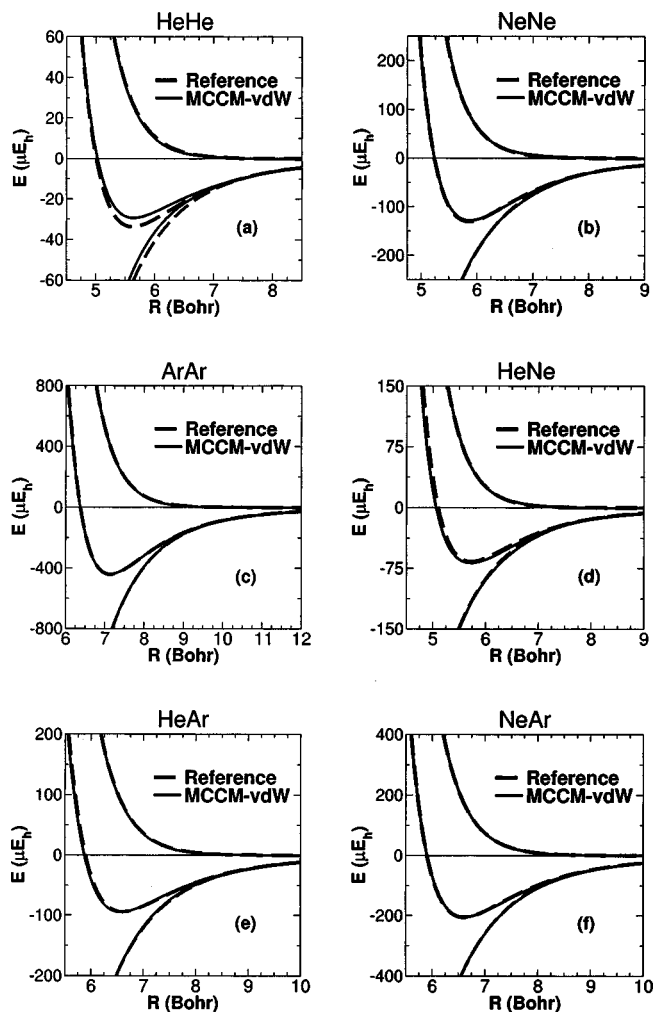 HeHe
60
40
20
0
-20
-40
-60
E (μEₕ)
Reference
MCCM-vdW
(a)
5 6 7 8
R (Bohr)
NeNe
200
100
0
-100
-200
E (μEₕ)
Reference
MCCM-vdW
(b)
5 6 7 8 9
R (Bohr)
ArAr
800
400
0
-400
-800
E (μEₕ)
Reference
MCCM-vdW
(c)
6 7 8 9 10 11 12
R (Bohr)
HeNe
150
75
0
-75
-150
E (μEₕ)
Reference
MCCM-vdW
(d)
5 6 7 8 9
R (Bohr)
HeAr
200
100
0
-100
-200
E (μEₕ)
Reference
MCCM-vdW
(e)
6 7 8 9 10
R (Bohr)
NeAr
400
200
0
-200
-400
E (μEₕ)
Reference
MCCM-vdW
(f)
6 7 8 9 10
R (Bohr)